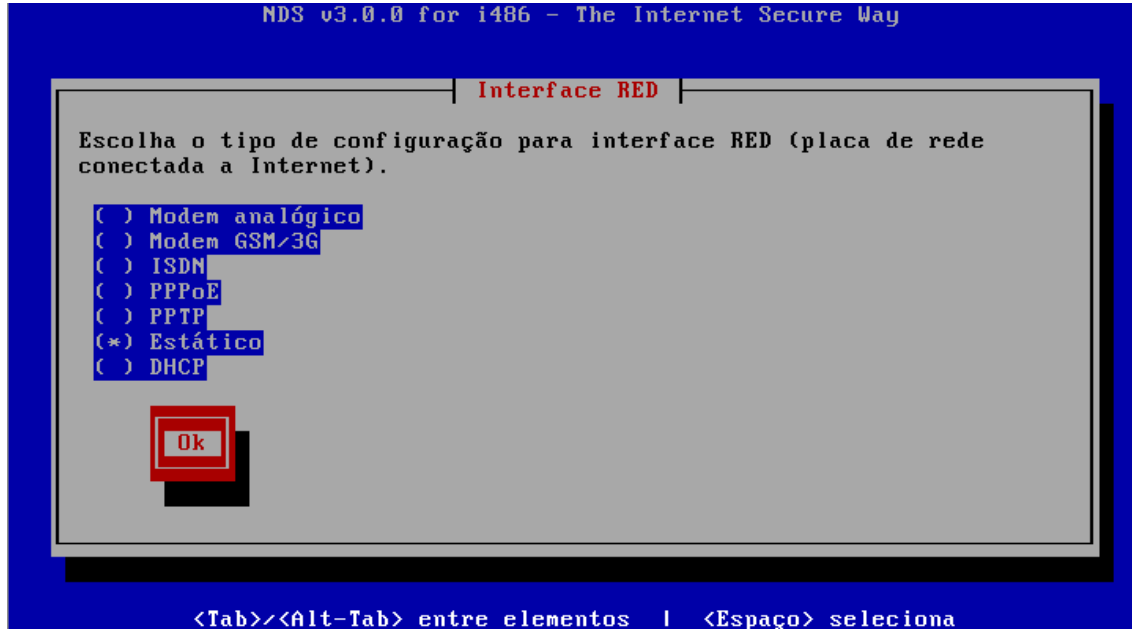 NDS v3.0.0 for i486 - The Internet Secure Way
Interface RED
Escolha o tipo de configuração para interface RED (placa de rede
conectada a Internet).
( ) Modem analógico
( ) Modem GSM/3G
( ) ISDN
( ) PPPoE
( ) PPTP
(*) Estático
( ) DHCP
Ok
<Tab>/<Alt-Tab> entre elementos | <Espaço> seleciona